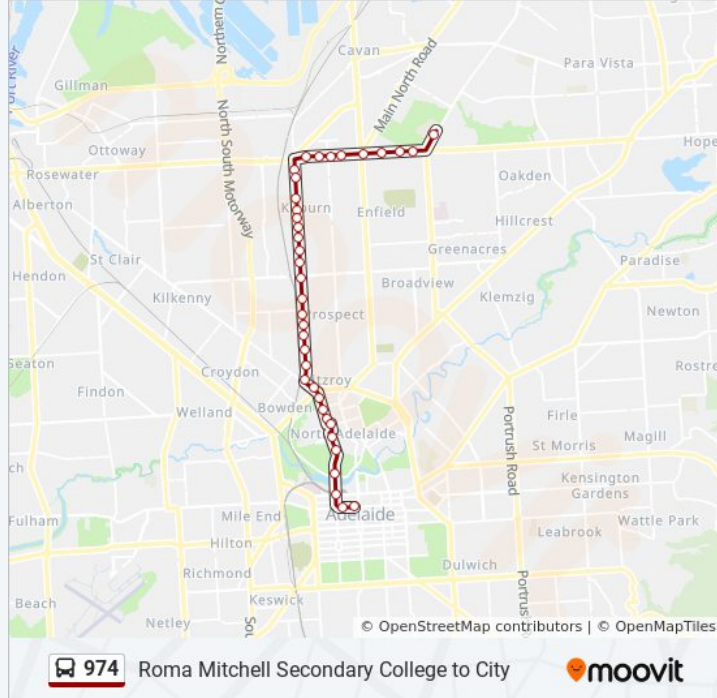 Northern
Cavan
Port River
Main North Road
Para Vista
Gillman
North South Motorway
Ottoway
Hope
Rosewater
Oakden
Alberton
Kilburn
Enfield
Hillcrest
Greenacres
St Clair
Paradise
Hendon
Broadview
Klemzig
Kilkenny
Newton
Prospect
Seaton
Croydon
Rostre
Findon
Fitzroy
Bowden
Welland
Firle
North Adelaide
Portrush Road
Magill
St Morris
Kensington
Gardens
Adelaide
Fulham
Mile End
Wattle Park
Leabrook
Hilton
Richmond
Dulwich
Keswick
Beach
Netley
Sou
Portrush
© OpenStreetMap contributors | © OpenMapTiles
974 Roma Mitchell Secondary College to City
moovit